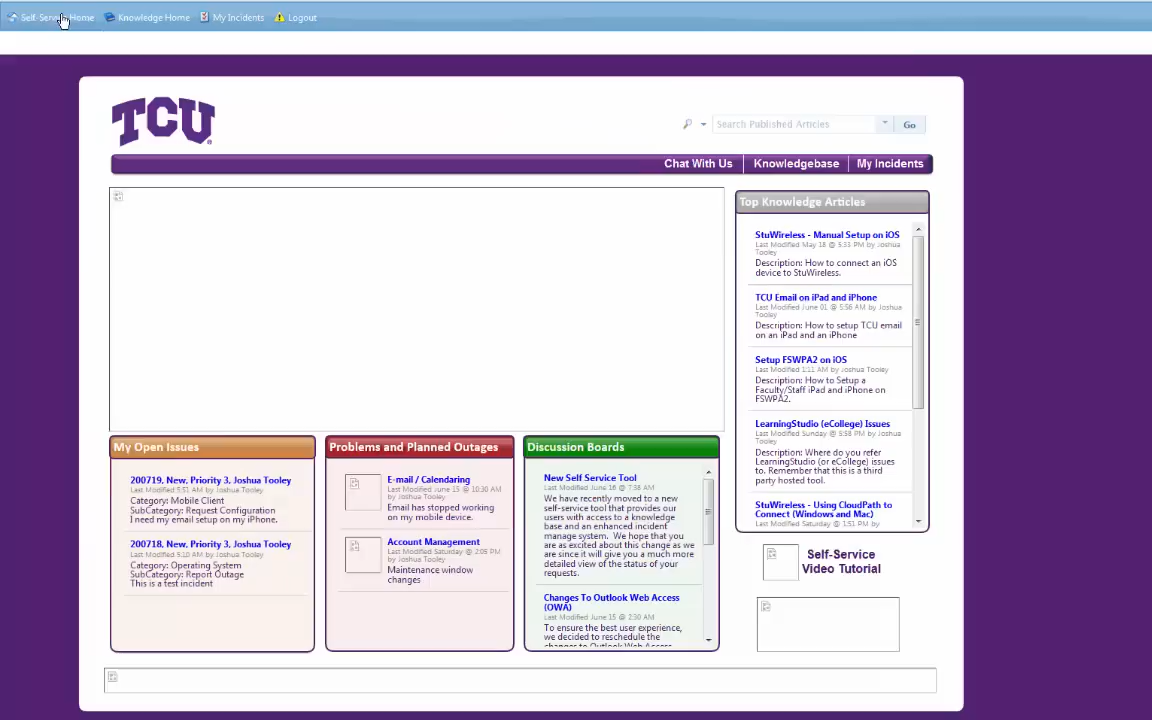 Self-Service Home Knowledge Home My Incidents Logout
TCU
Search Published Articles Go
Chat With Us Knowledgebase My Incidents
Top Knowledge Articles
StuWireless - Manual Setup on iOS
Last Modified May 18 @ 5:33 PM by Joshua
Tooley
Description: How to connect an iOS
device to StuWireless.
TCU Email on iPad and iPhone
Last Modified June 01 @ 5:56 AM by Joshua
Tooley
Description: How to setup TCU email
on an iPad and an iPhone
Setup FSWPA2 on iOS
Last Modified 1:11 AM by Joshua Tooley
Description: How to Setup a
Faculty/Staff iPad and iPhone on
FSWPA2.
LearningStudio (eCollege) Issues
Last Modified Sunday @ 5:58 PM by Joshua
Tooley
Description: Where do you refer
LearningStudio (or eCollege) issues
to. Remember that this is a third
party hosted tool.
StuWireless - Using CloudPath to
Connect (Windows and Mac)
Last Modified Saturday @ 1:51 PM by
My Open Issues
200719, New, Priority 3, Joshua Tooley
Last Modified 5:51 AM by Joshua Tooley
Category: Mobile Client
SubCategory: Request Configuration
I need my email setup on my iPhone.
200718, New, Priority 3, Joshua Tooley
Last Modified 5:10 AM by Joshua Tooley
Category: Operating System
SubCategory: Report Outage
This is a test incident
Problems and Planned Outages
E-mail / Calendaring
Last Modified June 15 @ 10:30 AM
by Joshua Tooley
Email has stopped working
on my mobile device.
Account Management
Last Modified Saturday @ 2:05 PM
by Joshua Tooley
Maintenance window
changes
Discussion Boards
New Self Service Tool
Last Modified June 16 @ 7:38 AM
We have recently moved to a new
self-service tool that provides our
users with access to a knowledge
base and an enhanced incident
manage system. We hope that you
are as excited about this change as we
are since it will give you a much more
detailed view of the status of your
requests.
Changes To Outlook Web Access
(OWA)
Last Modified June 15 @ 2:30 AM
To ensure the best user experience,
we decided to reschedule the
changes to Outlook Web Access
Self-Service
Video Tutorial